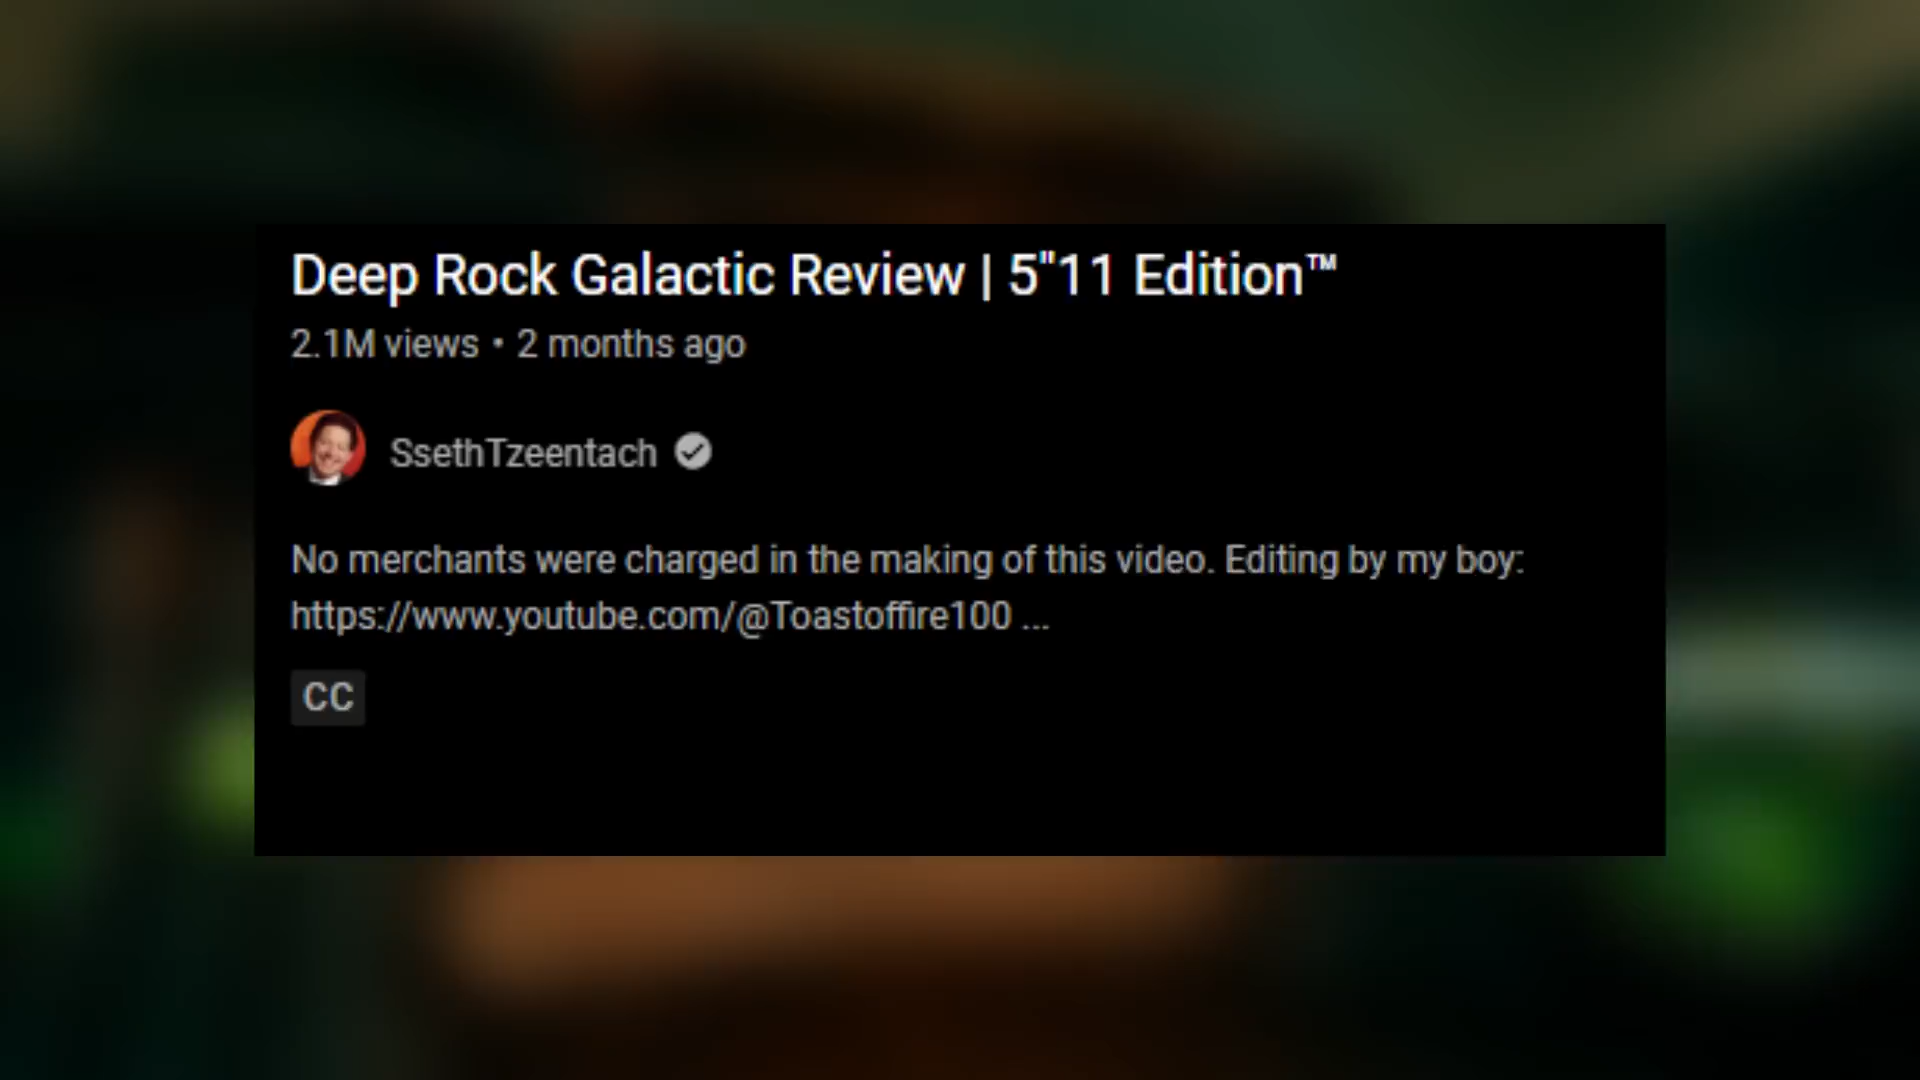 Deep Rock Galactic Review | 5"11 Edition™
2.1M views • 2 months ago
SsethTzeentach
No merchants were charged in the making of this video. Editing by my boy:
https://www.youtube.com/@Toastoffire100 ...
CC